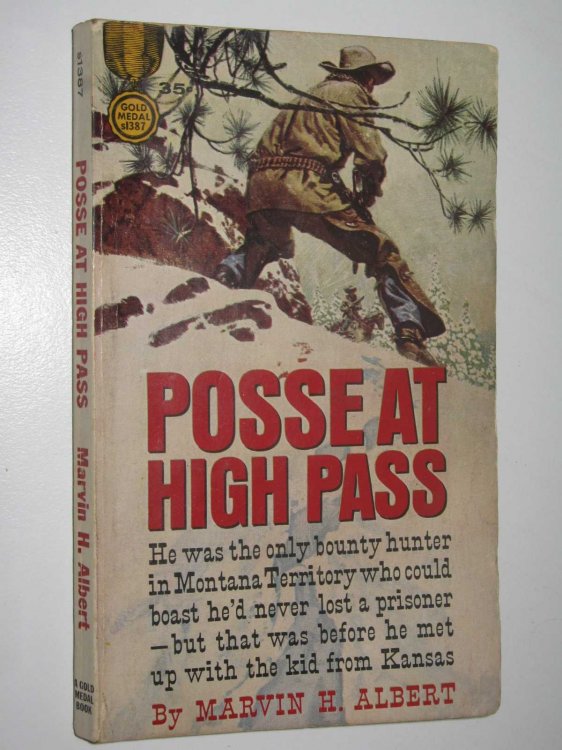 s1387
POSSE AT HIGH PASS
Marvin H. Albert
A GOLD
MEDAL
BOOK
35¢
GOLD
MEDAL
s1387
POSSE AT
HIGH PASS
He was the only bounty hunter
in Montana Territory who could
boast he'd never lost a prisoner
—but that was before he met
up with the kid from Kansas
By MARVIN H. ALBERT